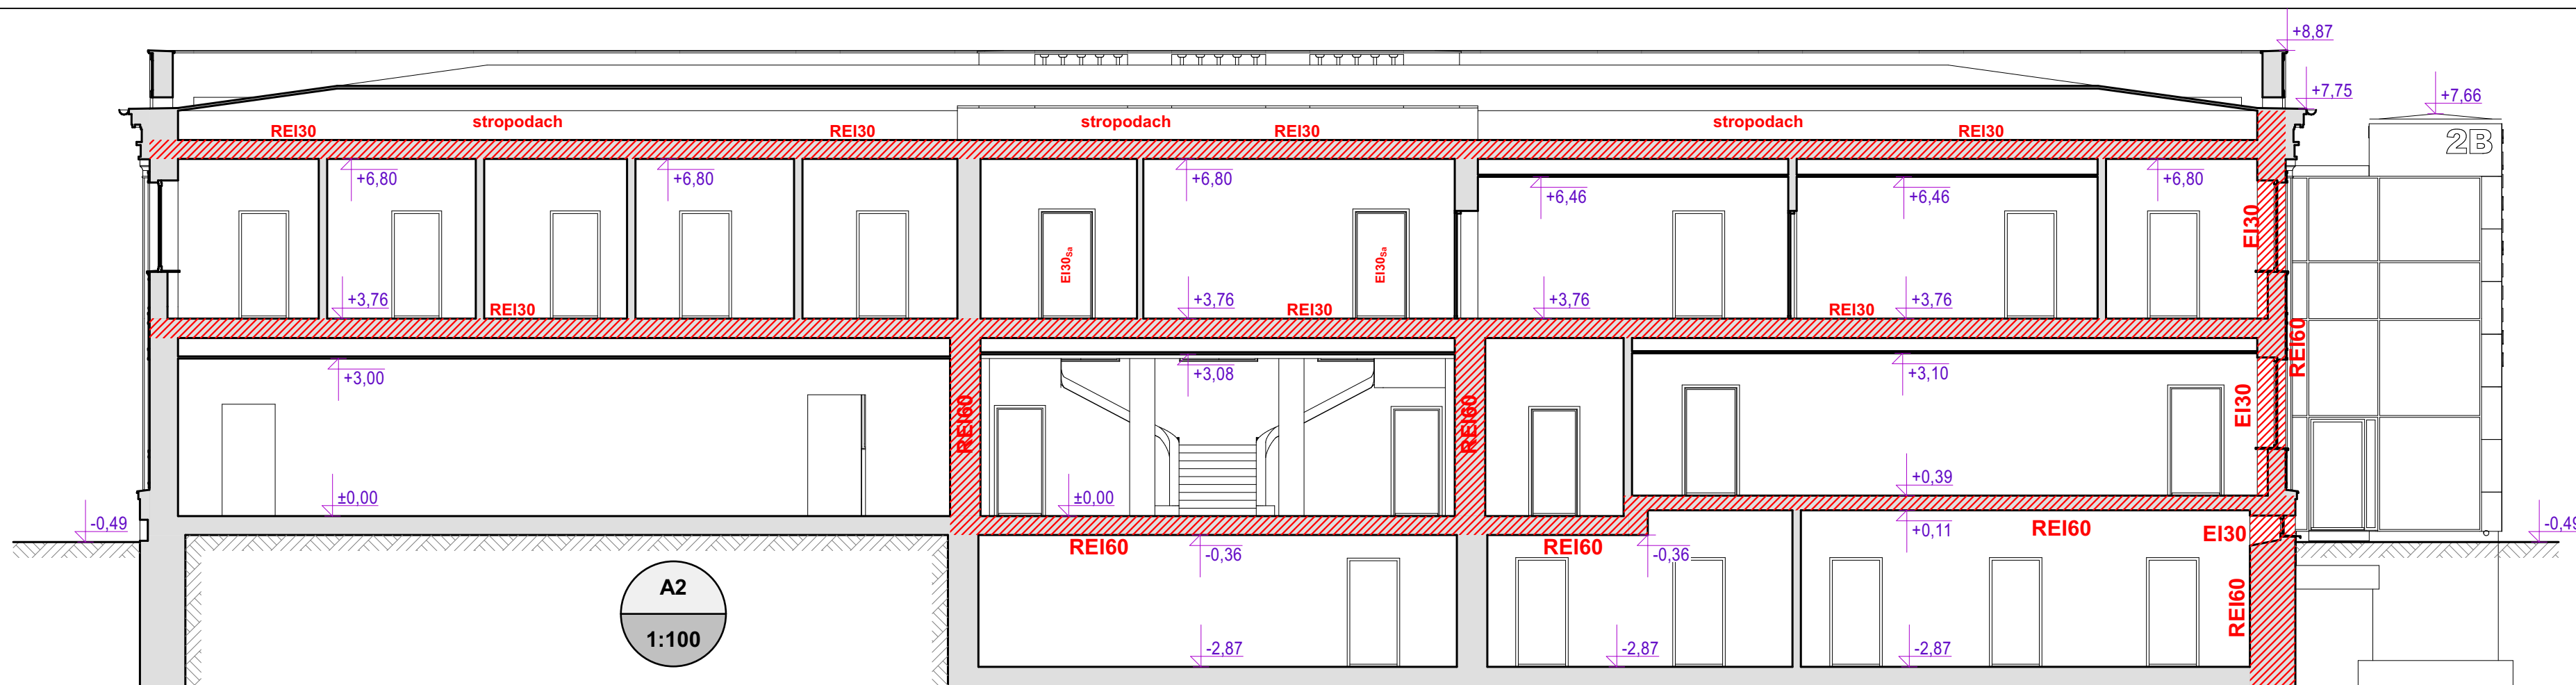 +8,87
+7,75
+7,66
2B
stropodach
stropodach
stropodach
REI30
REI30
REI30
REI30
+6,80
+6,80
+6,80
+6,46
+6,46
+6,80
EI30
EI30Sa
EI30Sa
+3,76
+3,76
+3,76
+3,76
REI30
REI30
REI30
REI60
+3,00
+3,08
+3,10
REI60
REI60
EI30
+0,39
±0,00
±0,00
-0,49
-0,49
REI60
-0,36
REI60
-0,36
+0,11
REI60
EI30
A2
1:100
REI60
-2,87
-2,87
-2,87